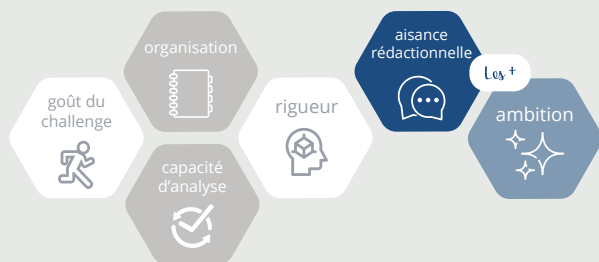 goût du
challenge
organisation
capacité
d'analyse
rigueur
aisance
rédactionnelle
Les +
ambition